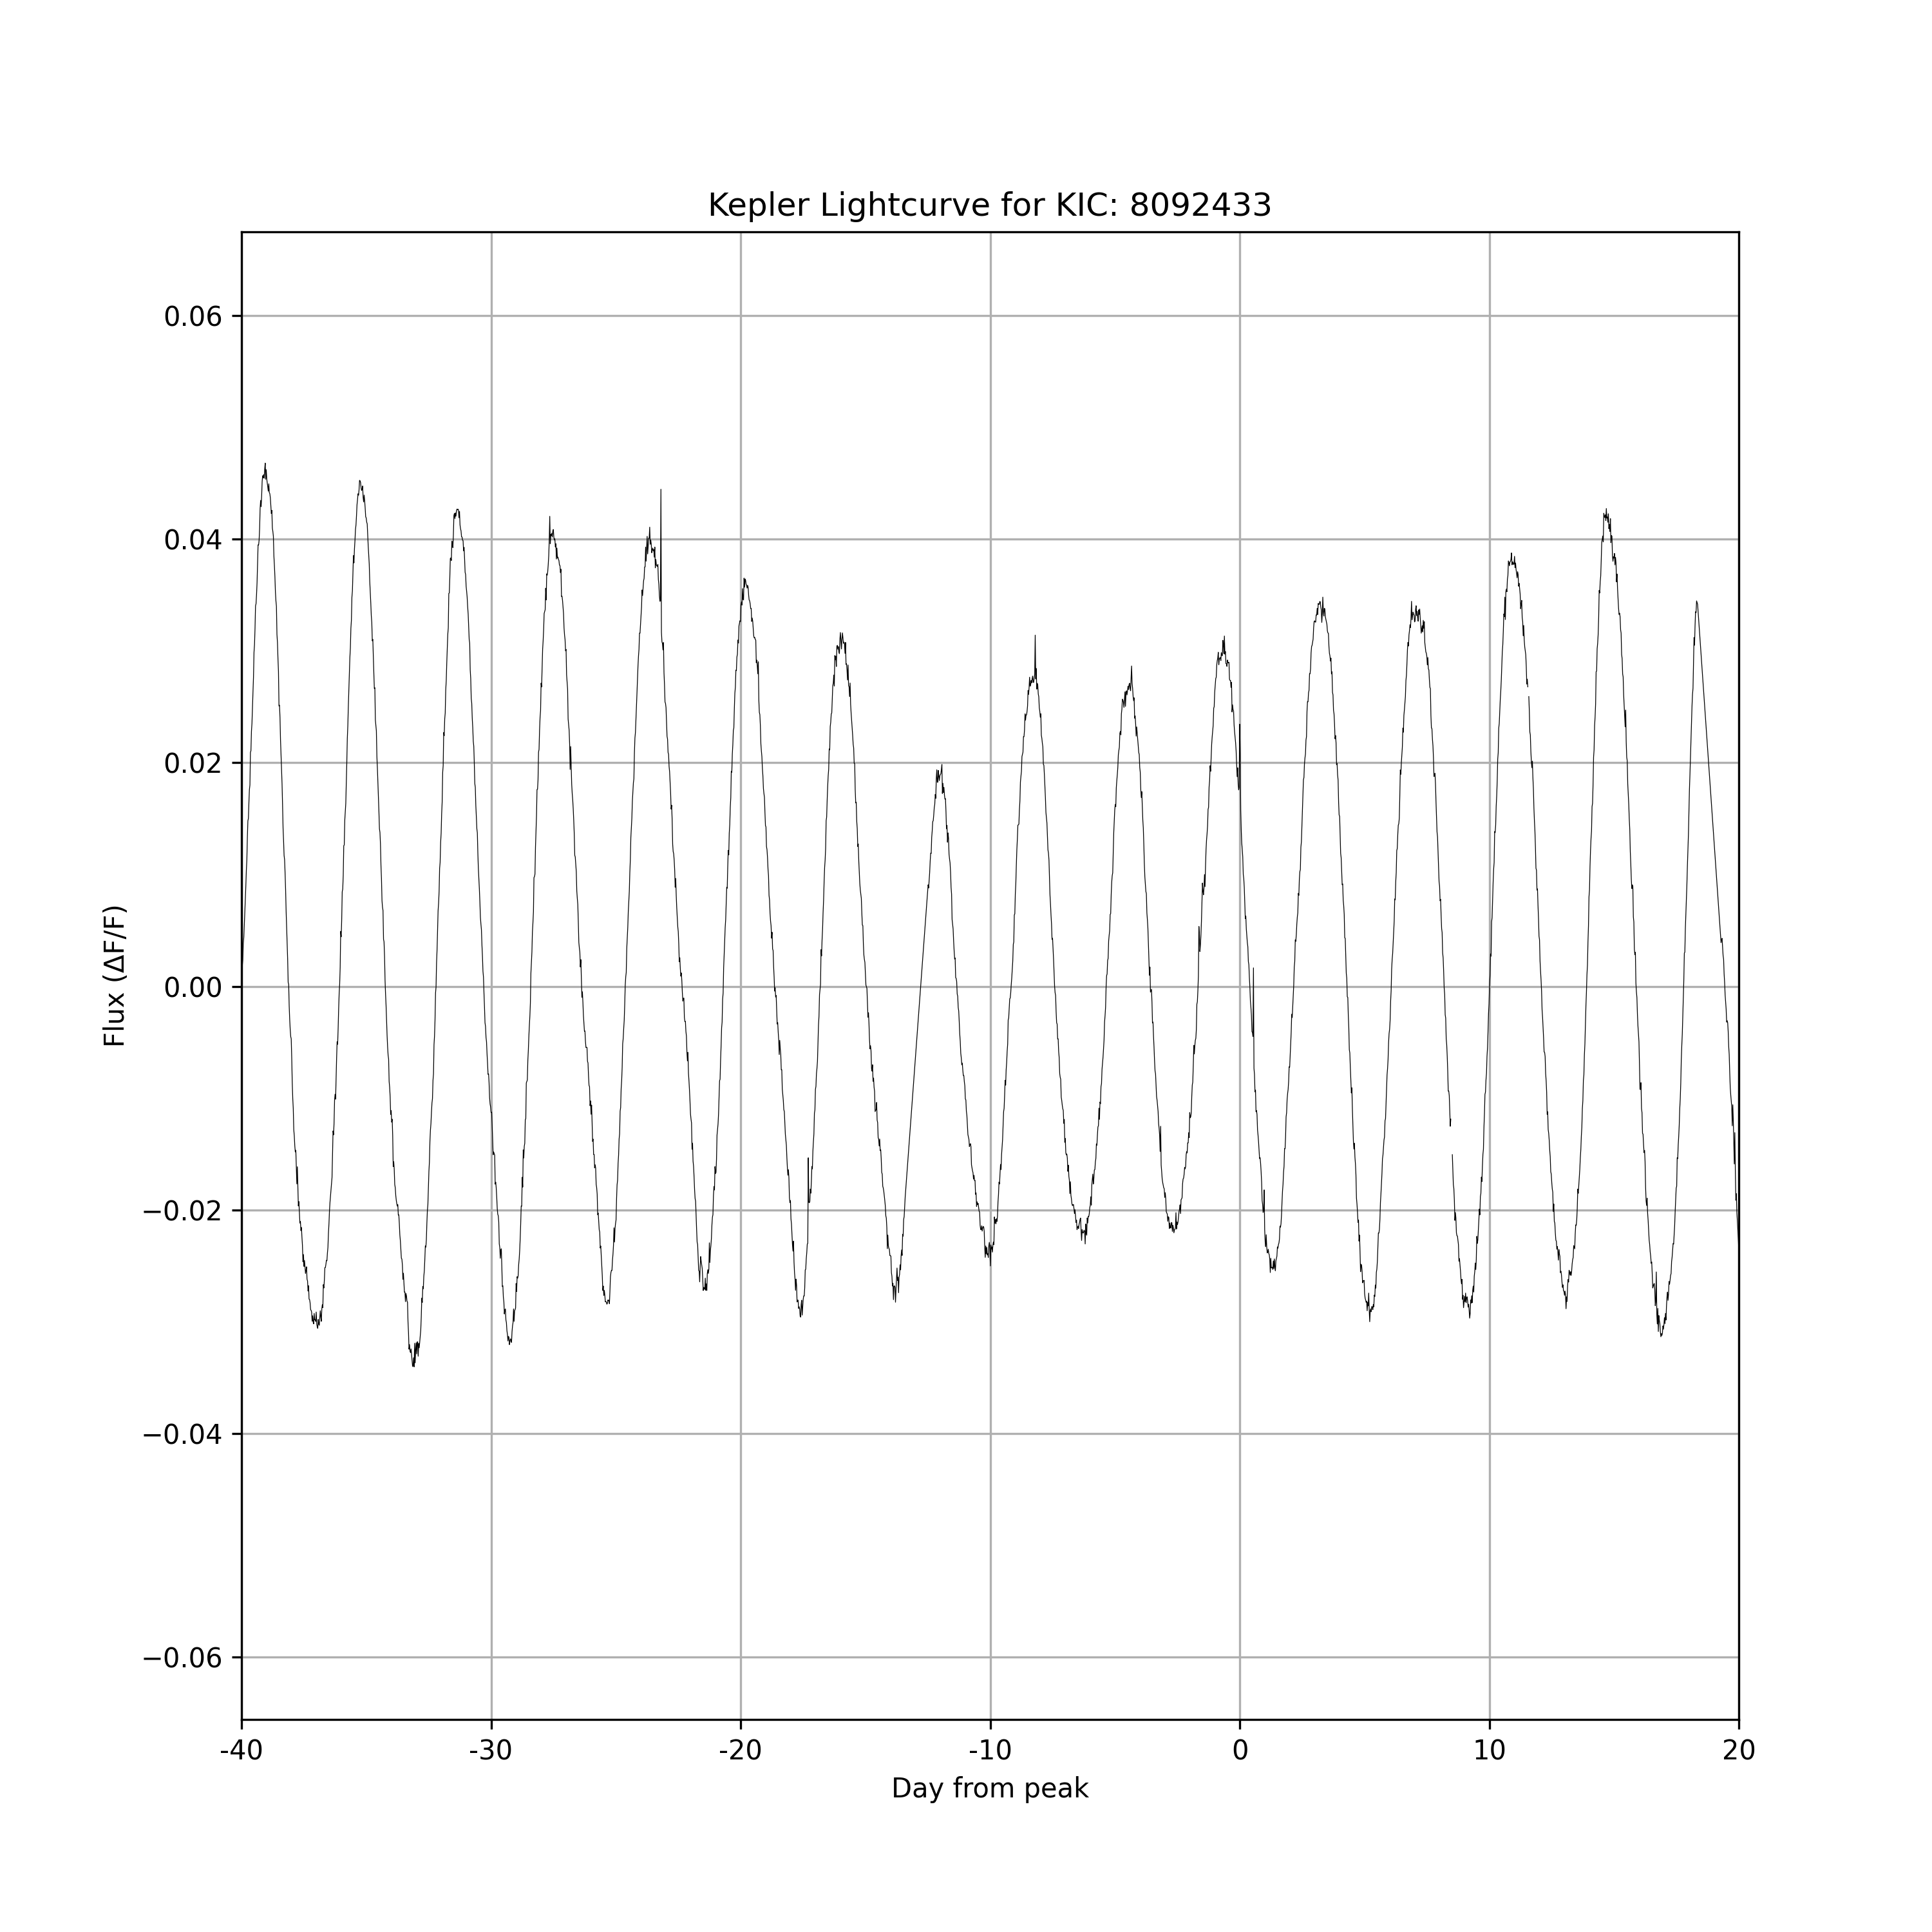 Kepler Lightcurve for KIC: 8092433
0.06
0.04
0.02
0.00
−0.02
−0.04
−0.06
Flux (ΔF/F)
-40 -30 -20 -10 0 10 20
Day from peak